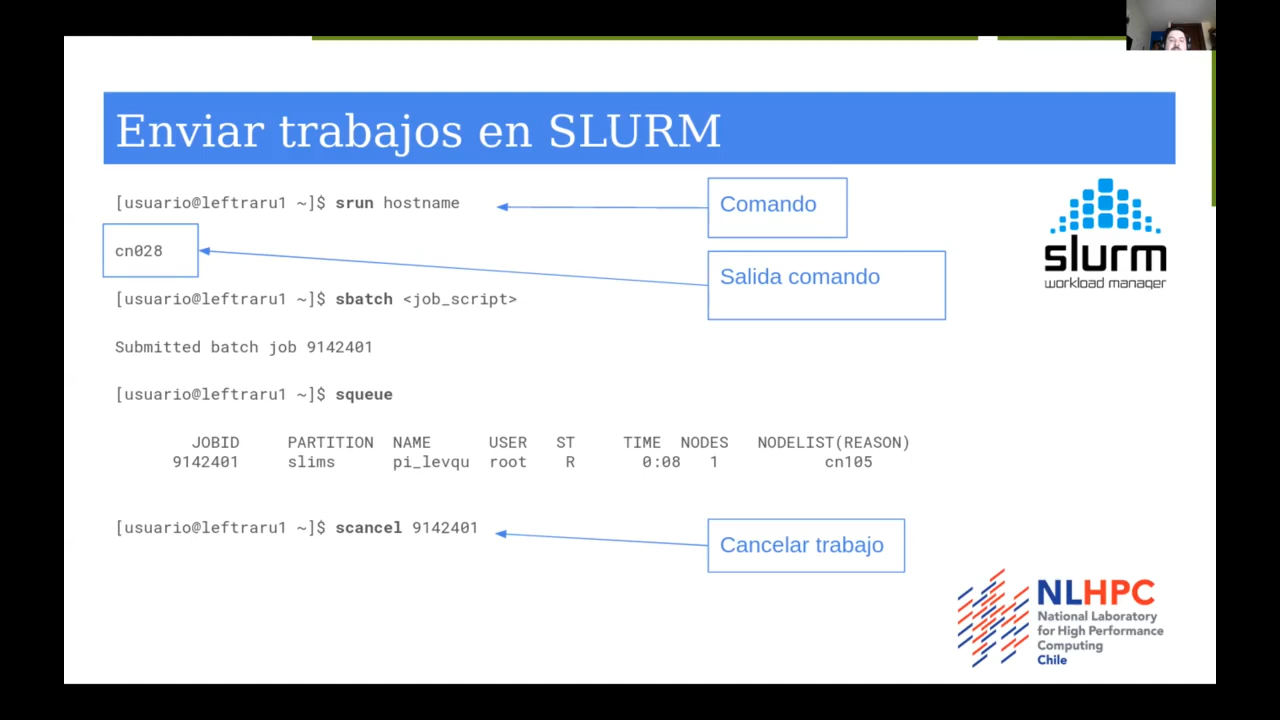 Enviar trabajos en SLURM
[usuario@leftraru1 ~]$ srun hostname
Comando
cn028
Salida comando
[usuario@leftraru1 ~]$ sbatch <job_script>
Submitted batch job 9142401
[usuario@leftraru1 ~]$ squeue
JOBID PARTITION NAME USER ST TIME NODES NODELIST(REASON)
9142401 slims pi_levqu root R 0:08 1 cn105
[usuario@leftraru1 ~]$ scancel 9142401
Cancelar trabajo
slurm
workload manager
NLHPC
National Laboratory
for High Performance
Computing
Chile